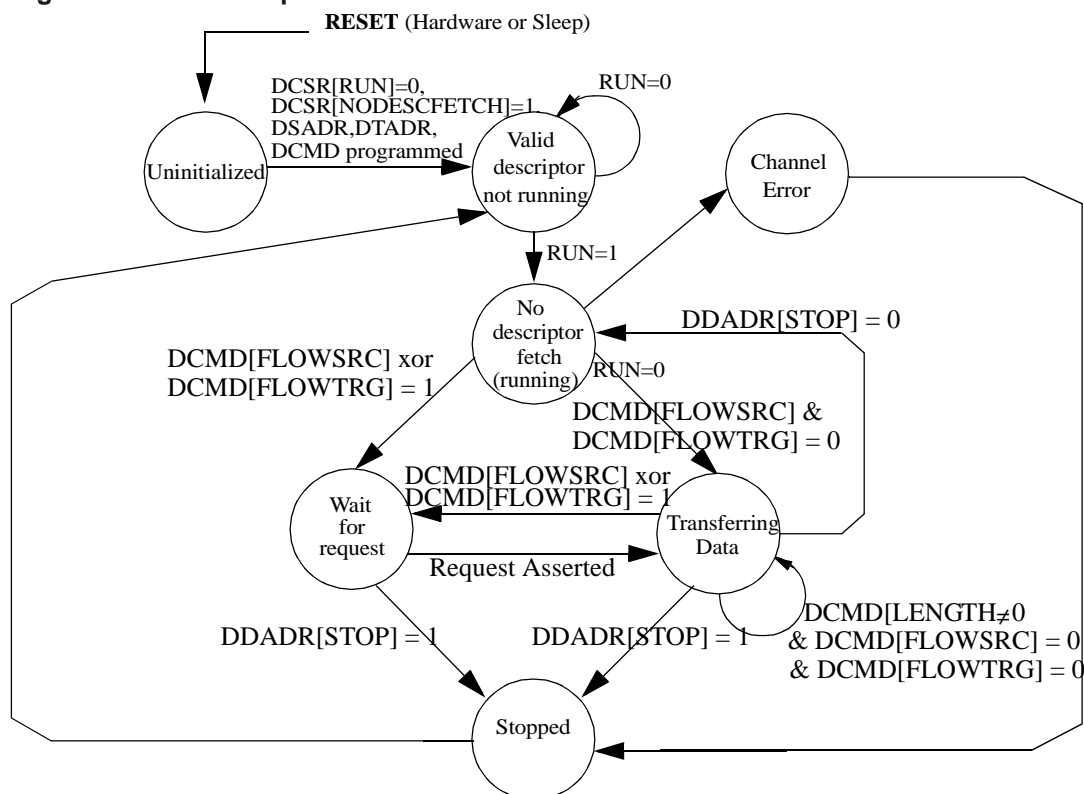 RESET (Hardware or Sleep)
DCSR[RUN]=0,
DCSR[NODESCFETCH]=1,
DSADR,DTADR,
DCMD programmed
RUN=0
Uninitialized
Valid
descriptor
not running
Channel
Error
RUN=1
No
descriptor
fetch
(running)
DDADR[STOP] = 0
RUN=0
DCMD[FLOWSRC] xor
DCMD[FLOWTRG] = 1
DCMD[FLOWSRC] &
DCMD[FLOWTRG] = 0
DCMD[FLOWSRC] xor
DCMD[FLOWTRG] = 1
Wait
for
request
Transferring
Data
Request Asserted
DDADR[STOP] = 1
DDADR[STOP] = 1
DCMD[LENGTH≠0
& DCMD[FLOWSRC] = 0
& DCMD[FLOWTRG] = 0
Stopped